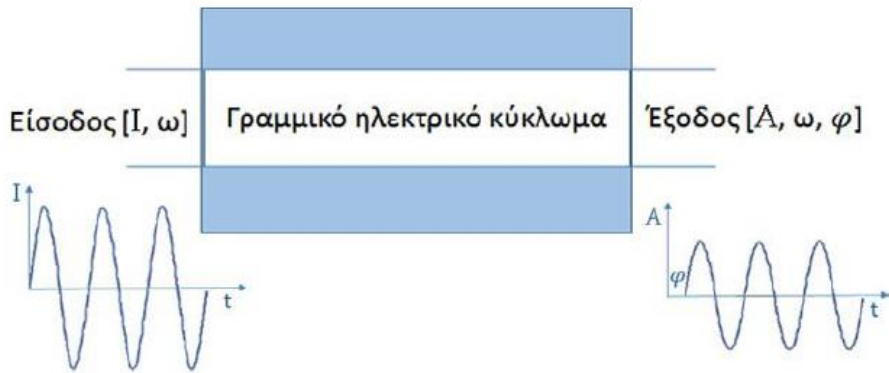 Είσοδος [I, ω]
Γραμμικό ηλεκτρικό κύκλωμα
Έξοδος [A, ω, φ]
I
t
A
φ
t